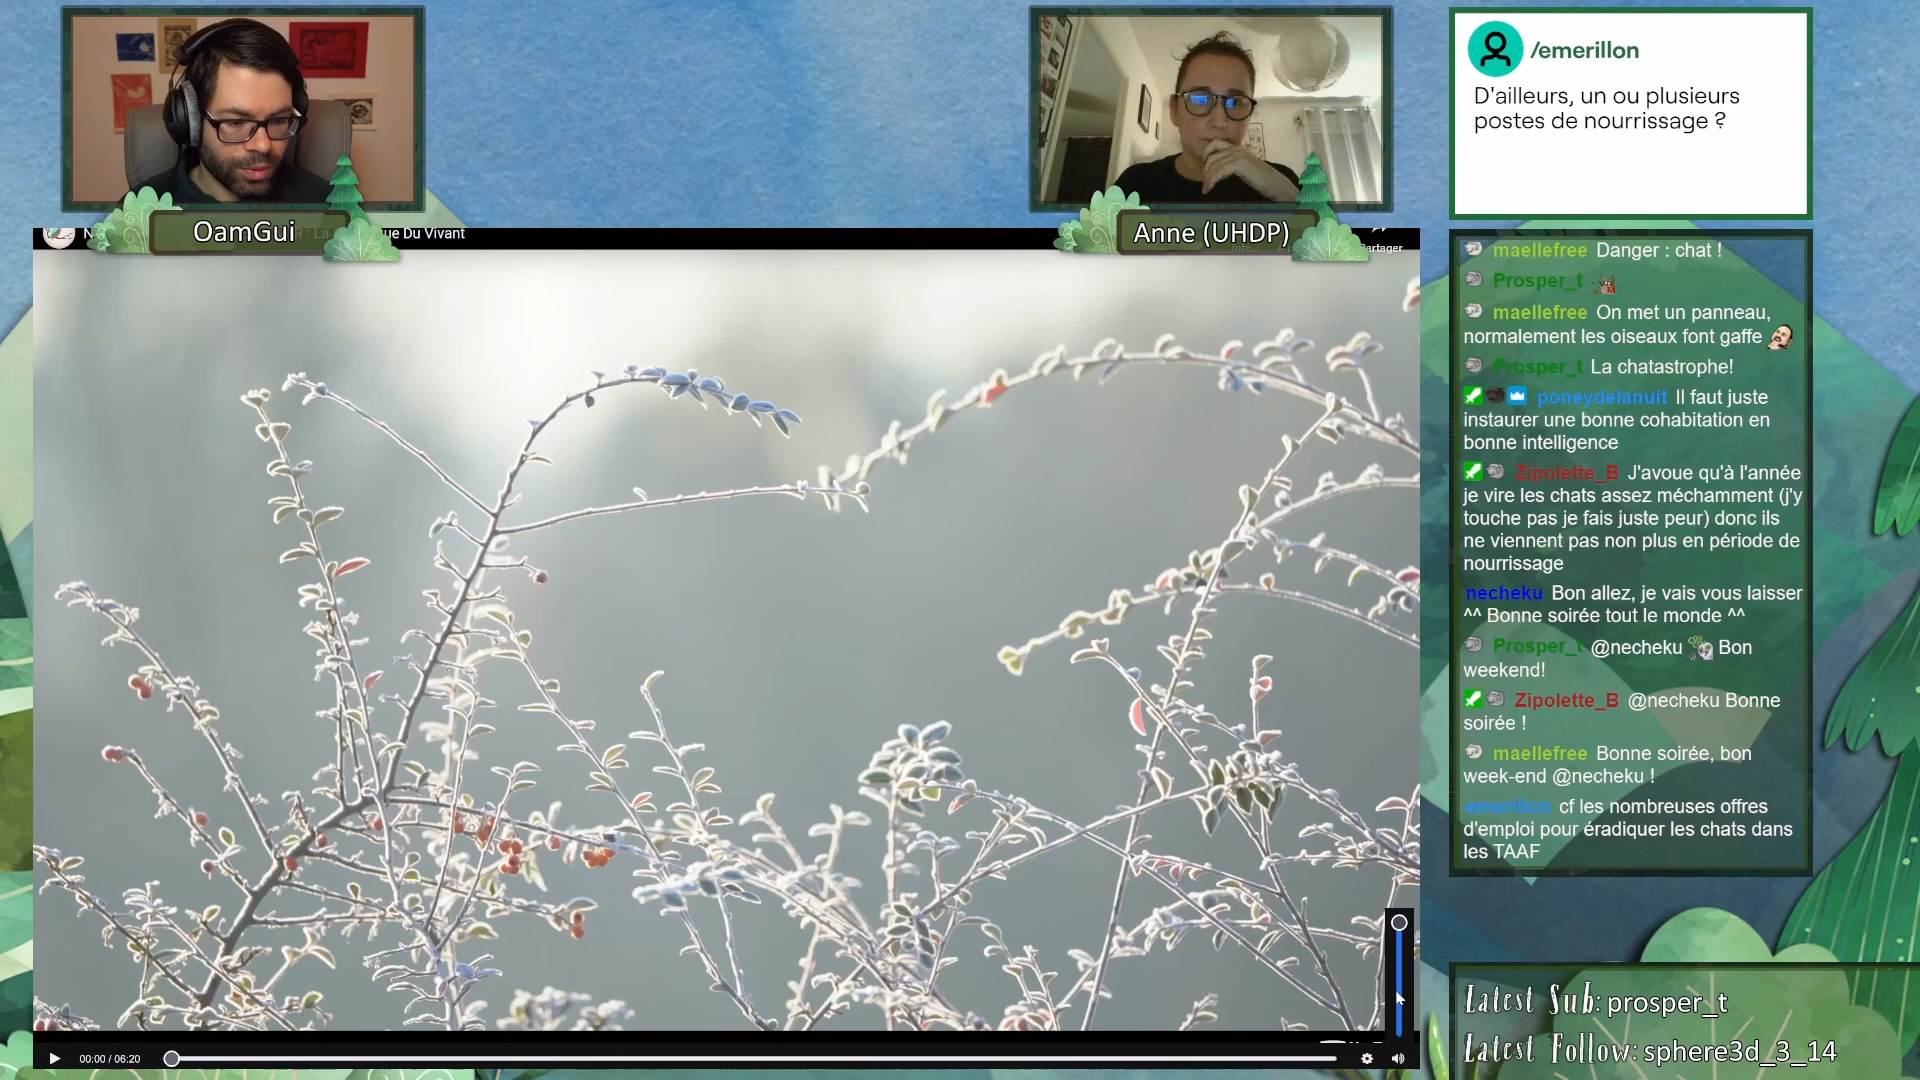 /emerillon
D'ailleurs, un ou plusieurs
postes de nourrissage ?
OamGui
Anne (UHDP)
ue Du Vivant
artager
maellefree Danger : chat !
Prosper_t
maellefree On met un panneau,
normalement les oiseaux font gaffe
Prosper_t La chatastrophe!
poneydelanuit Il faut juste
instaurer une bonne cohabitation en
bonne intelligence
Zipolette_B J'avoue qu'à l'année
je vire les chats assez méchamment (j'y
touche pas je fais juste peur) donc ils
ne viennent pas non plus en période de
nourrissage
necheku Bon allez, je vais vous laisser
^^ Bonne soirée tout le monde ^^
Prosper_t @necheku Bon
weekend!
Zipolette_B @necheku Bonne
soirée !
maellefree Bonne soirée, bon
week-end @necheku !
emerillon cf les nombreuses offres
d'emploi pour éradiquer les chats dans
les TAAF
Latest Sub: prosper_t
Latest Follow: sphere3d_3_14
00:00 / 06:20